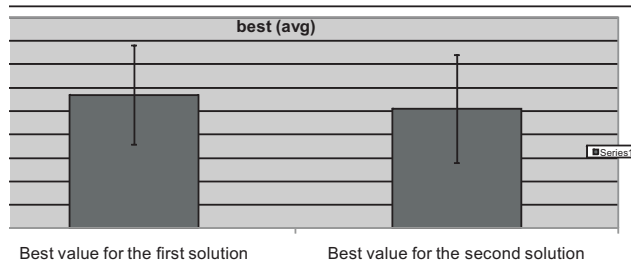 best (avg)
Series1
Best value for the first solution
Best value for the second solution